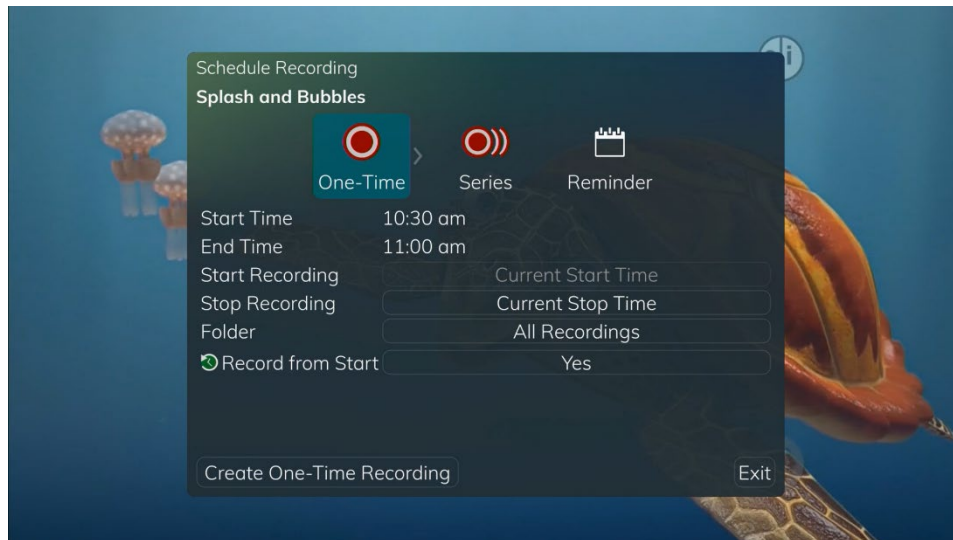 Schedule Recording
Splash and Bubbles
One-Time
Series
Reminder
Start Time 10:30 am
End Time 11:00 am
Start Recording Current Start Time
Stop Recording Current Stop Time
Folder All Recordings
Record from Start Yes
Create One-Time Recording
Exit